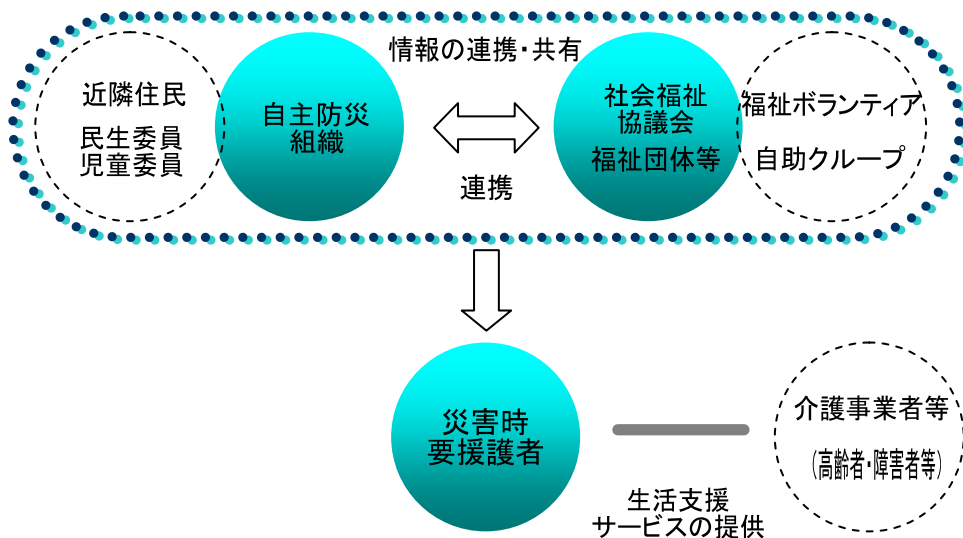 情報の連携・共有
近隣住民
民生委員
児童委員
自主防災
組織
連携
社会福祉
協議会
福祉団体等
福祉ボランティア
自助クループ
災害時
要援護者
生活支援
サービスの提供
介護事業者等
(高齢者・障害者等)